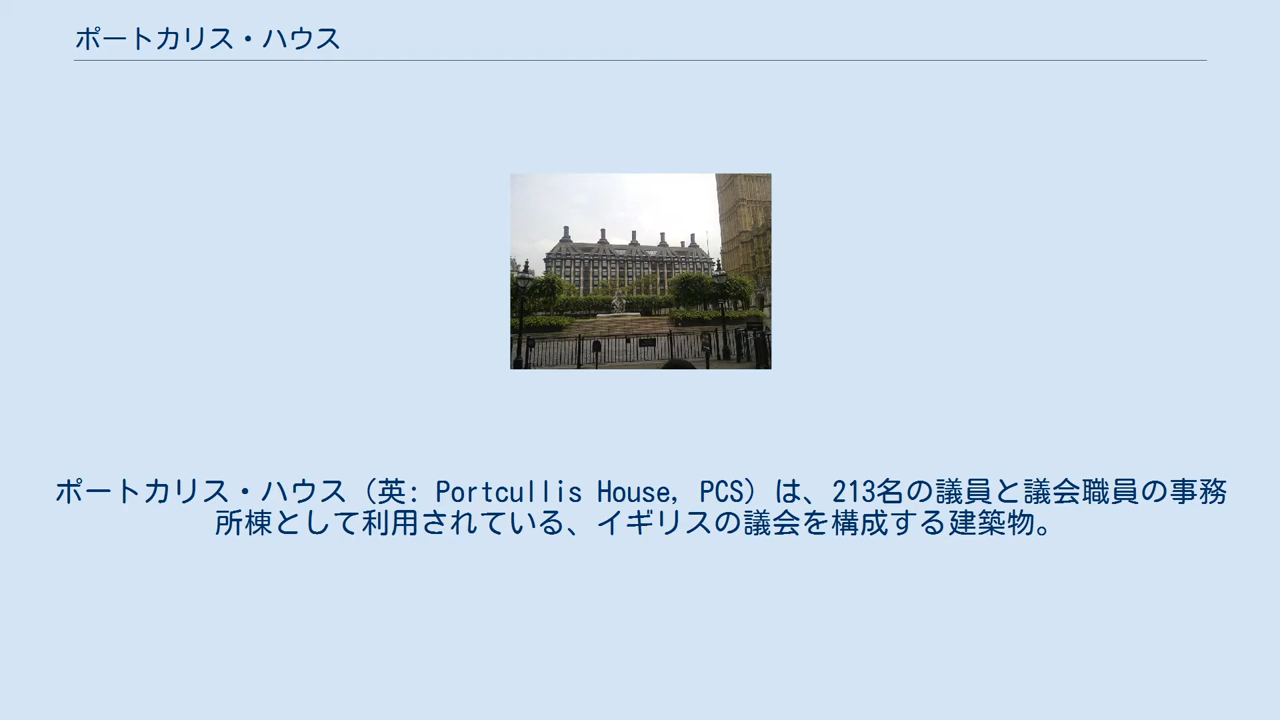 ポートカリス・ハウス
ポートカリス・ハウス（英: Portcullis House, PCS）は、213名の議員と議会職員の事務
所棟として利用されている、イギリスの議会を構成する建築物。